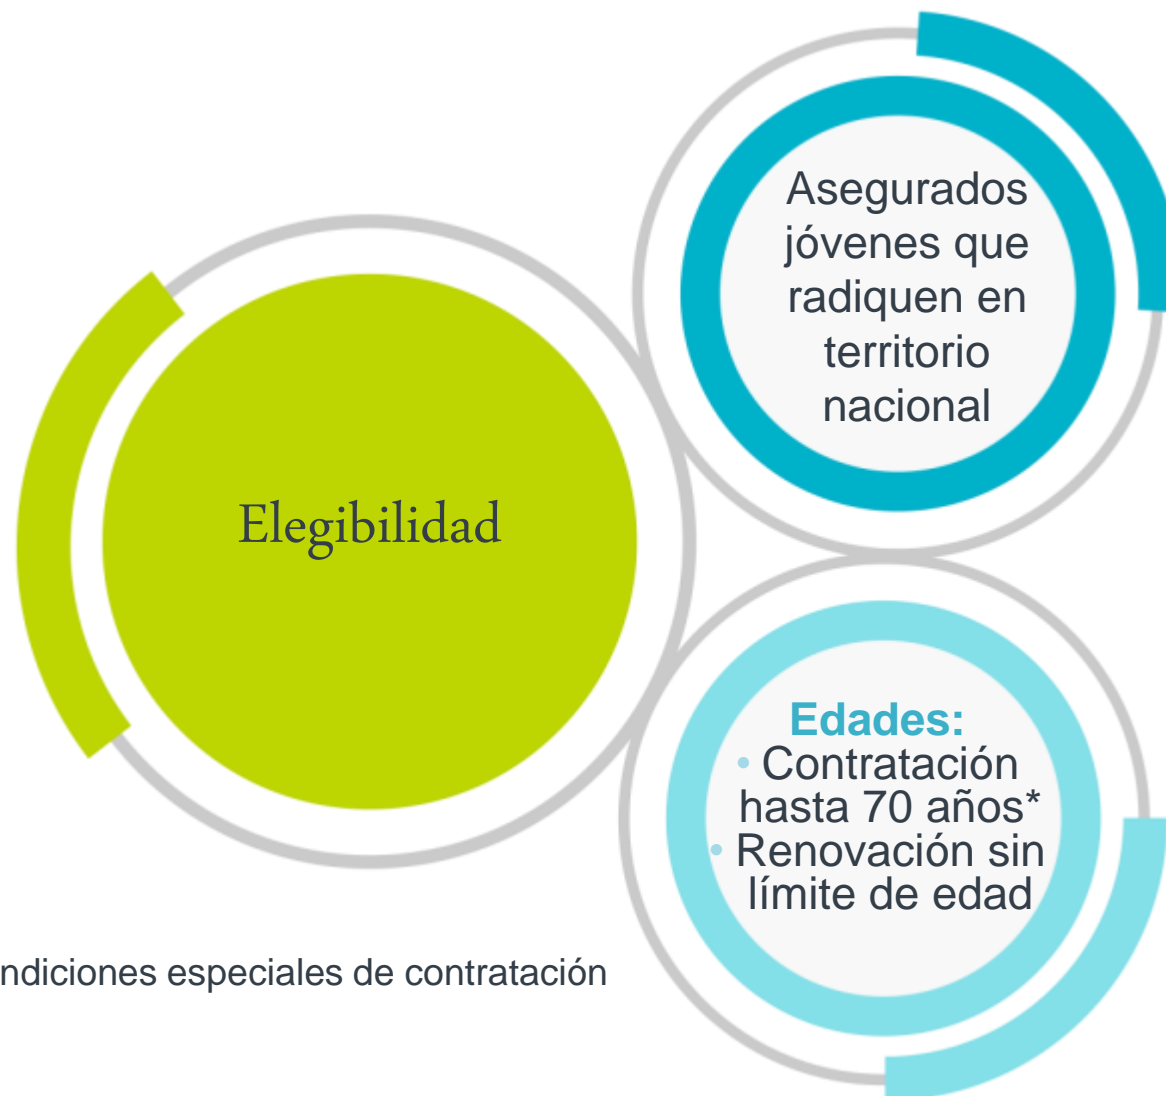 Asegurados
jóvenes que
radiquen en
territorio
nacional
Elegibilidad
Edades:
• Contratación
hasta 70 años*
• Renovación sin
límite de edad
ndiciones especiales de contratación